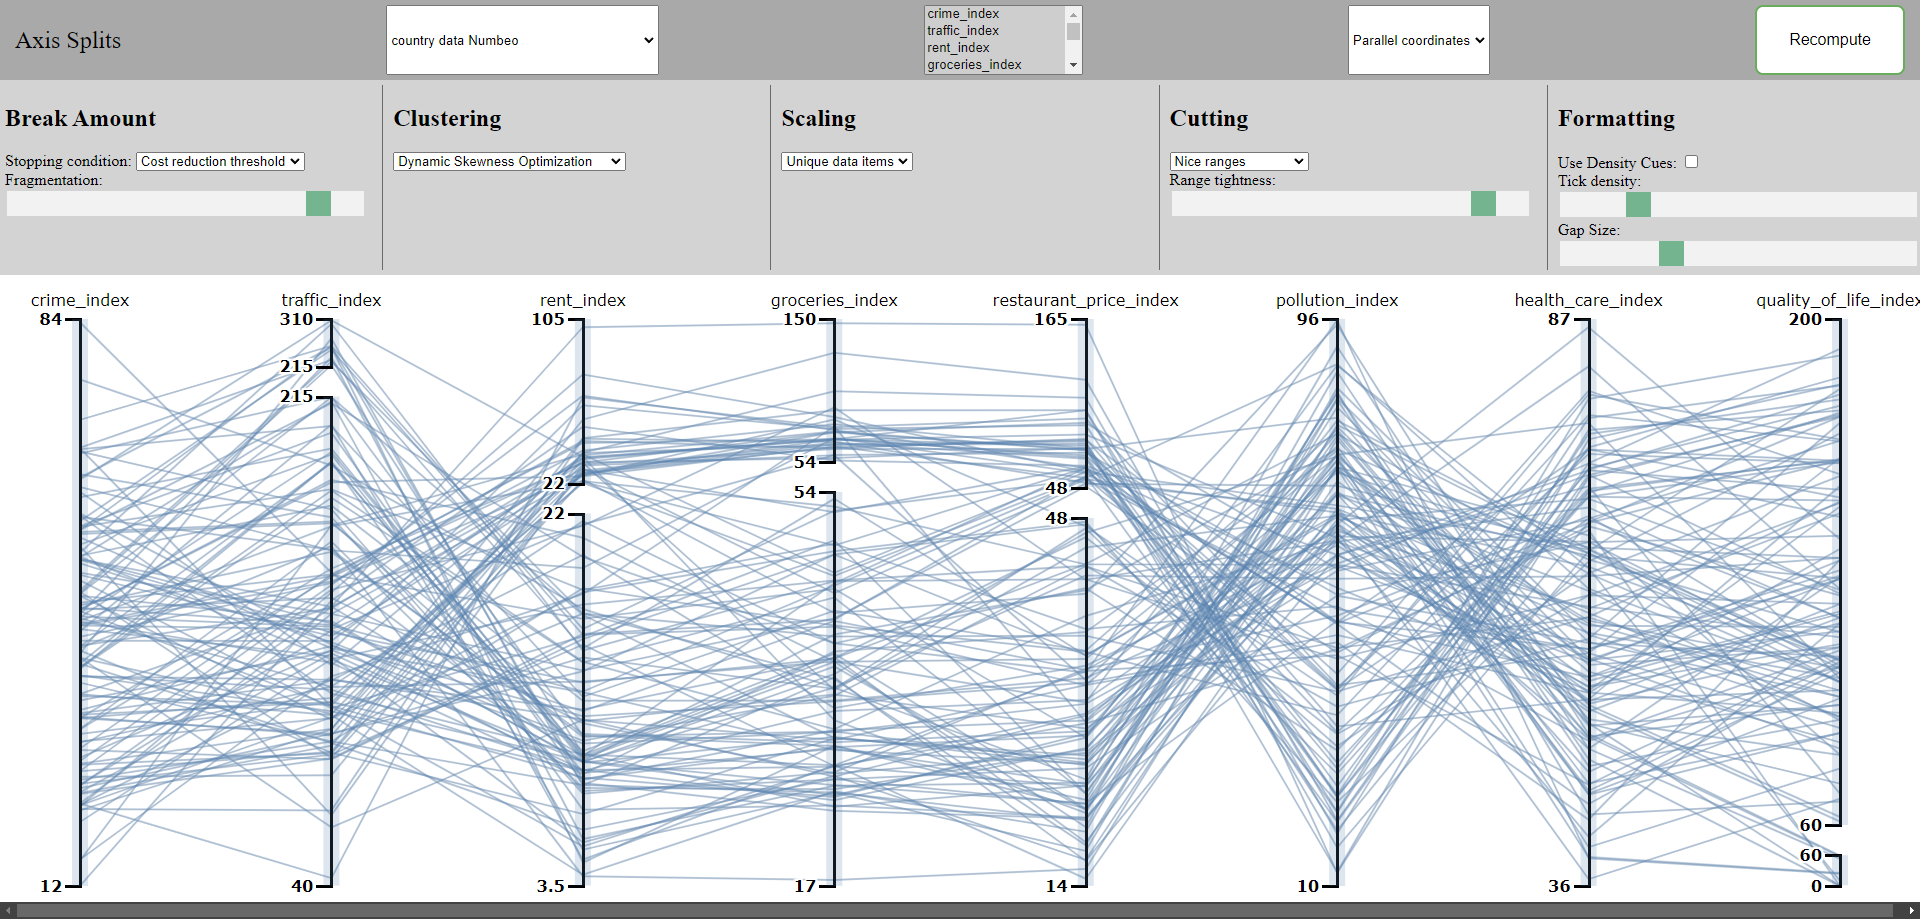 Axis Splits
country data Numbeo
crime_index
traffic_index
rent_index
groceries_index
Parallel coordinates
Recompute
Break Amount
Stopping condition: Cost reduction threshold
Fragmentation:
Clustering
Dynamic Skewness Optimization
Scaling
Unique data items
Cutting
Nice ranges
Range tightness:
Formatting
Use Density Cues:
Tick density:
Gap Size:
crime_index traffic_index rent_index groceries_index restaurant_price_index pollution_index health_care_index quality_of_life_index
84 310 105 150 165 96 87 200
215
215
54
22
48
54
22
48
60
60
12 40 3.5 17 14 10 36 0